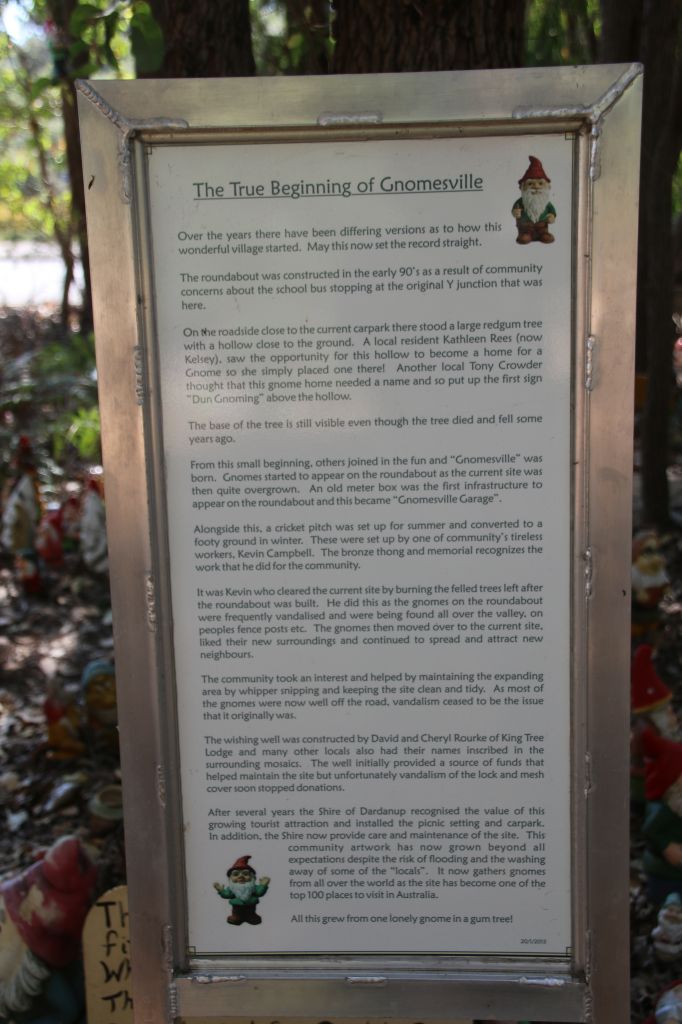 The True Beginning of Gnomesville
Over the years there have been differing versions as to how this
wonderful village started. May this now set the record straight.
The roundabout was constructed in the early 90's as a result of community
concerns about the school bus stopping at the original Y junction that was
here.
On the roadside close to the current carpark there stood a large redgum tree
with a hollow close to the ground. A local resident Kathleen Rees (now
Kelsey), saw the opportunity for this hollow to become a home for a
Gnome so she simply placed one there! Another local Tony Crowder
thought that this gnome home needed a name and so put up the first sign
"Dun Gnoming" above the hollow.
The base of the tree is still visible even though the tree died and fell some
years ago.
From this small beginning, others joined in the fun and "Gnomesville" was
born. Gnomes started to appear on the roundabout as the current site was
then quite overgrown. An old meter box was the first infrastructure to
appear on the roundabout and this became "Gnomesville Garage".
Alongside this, a cricket pitch was set up for summer and converted to a
footy ground in winter. These were set up by one of community's tireless
workers, Kevin Campbell. The bronze thong and memorial recognizes the
work that he did for the community.
It was Kevin who cleared the current site by burning the felled trees left after
the roundabout was built. He did this as the gnomes on the roundabout
were frequently vandalised and were being found all over the valley, on
peoples fence posts etc. The gnomes then moved over to the current site,
liked their new surroundings and continued to spread and attract new
neighbours.
The community took an interest and helped by maintaining the expanding
area by whipper snipping and keeping the site clean and tidy. As most of
the gnomes were now well off the road, vandalism ceased to be the issue
that it originally was.
The wishing well was constructed by David and Cheryl Rourke of King Tree
Lodge and many other locals also had their names inscribed in the
surrounding mosaics. The well initially provided a source of funds that
helped maintain the site but unfortunately vandalism of the lock and mesh
cover soon stopped donations.
After several years the Shire of Dardanup recognised the value of this
growing tourist attraction and installed the picnic setting and carpark.
In addition, the Shire now provide care and maintenance of the site. This
community artwork has now grown beyond all
expectations despite the risk of flooding and the washing
away of some of the "locals". It now gathers gnomes
from all over the world as the site has become one of the
top 100 places to visit in Australia.
All this grew from one lonely gnome in a gum tree!
Th
fi
Wh
Th